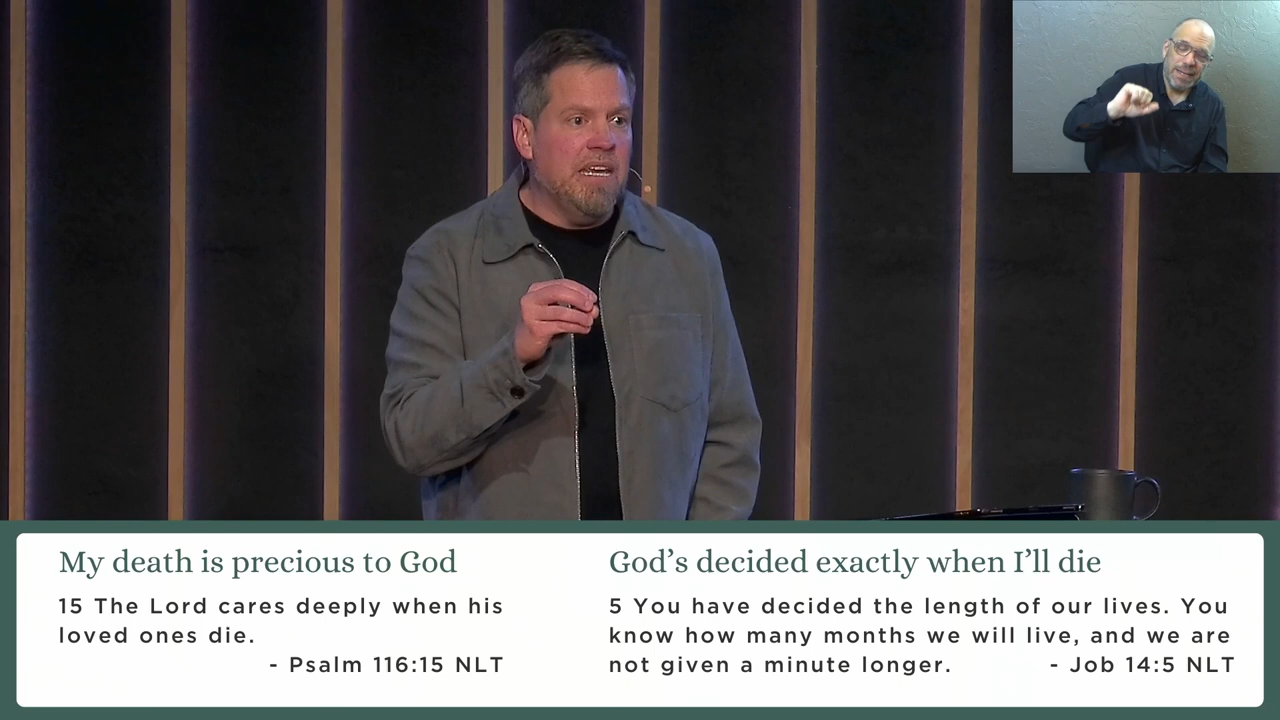 My death is precious to God
15 The Lord cares deeply when his
loved ones die.
- Psalm 116:15 NLT
God’s decided exactly when I’ll die
5 You have decided the length of our lives. You
know how many months we will live, and we are
not given a minute longer. - Job 14:5 NLT